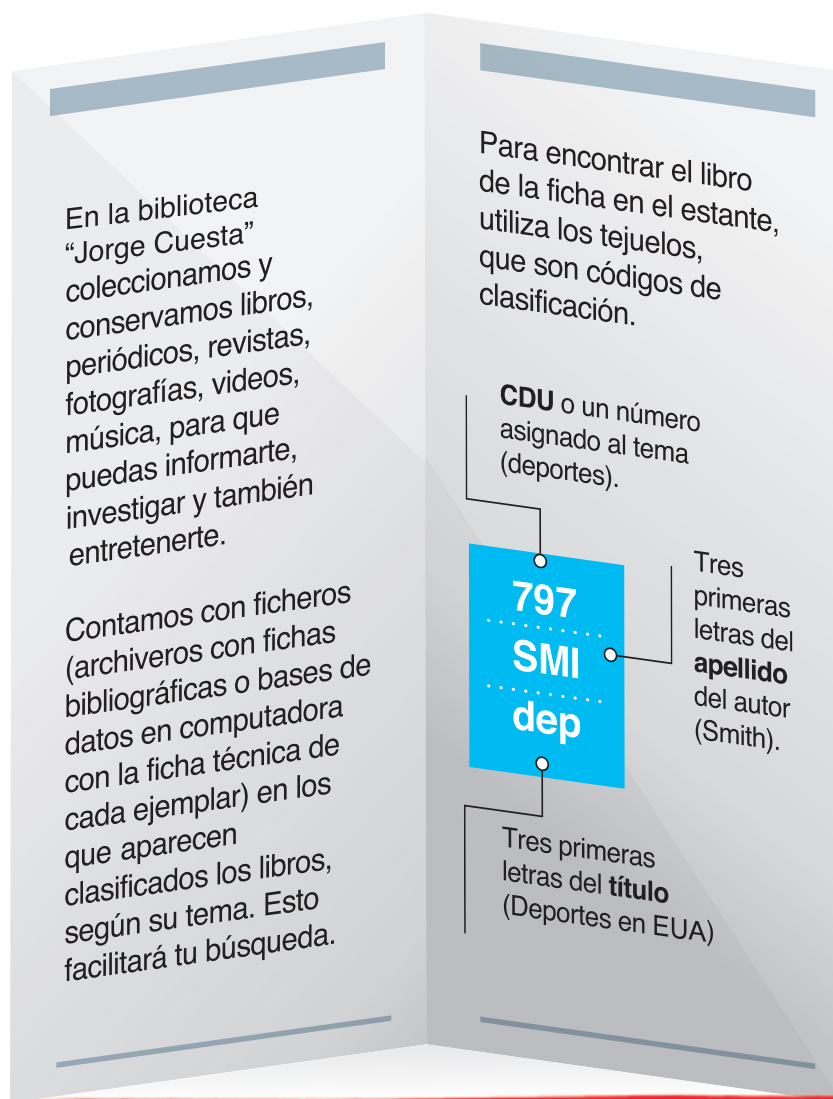 En la biblioteca
“Jorge Cuesta”
coleccionamos y
conservamos libros,
periódicos, revistas,
fotografías, videos,
música, para que
puedas informarte,
investigar y también
entretenerte.
Contamos con ficheros
(archiveros con fichas
bibliográficas o bases de
datos en computadora
con la ficha técnica de
cada ejemplar) en los
que aparecen
clasificados los libros,
según su tema. Esto
facilitará tu búsqueda.
Para encontrar el libro
de la ficha en el estante,
utiliza los tejuelos,
que son códigos de
clasificación.
CDU o un número
asignado al tema
(deportes).
797
SMI
dep
Tres
primeras
letras del
apellido
del autor
(Smith).
Tres primeras
letras del título
(Deportes en EUA)